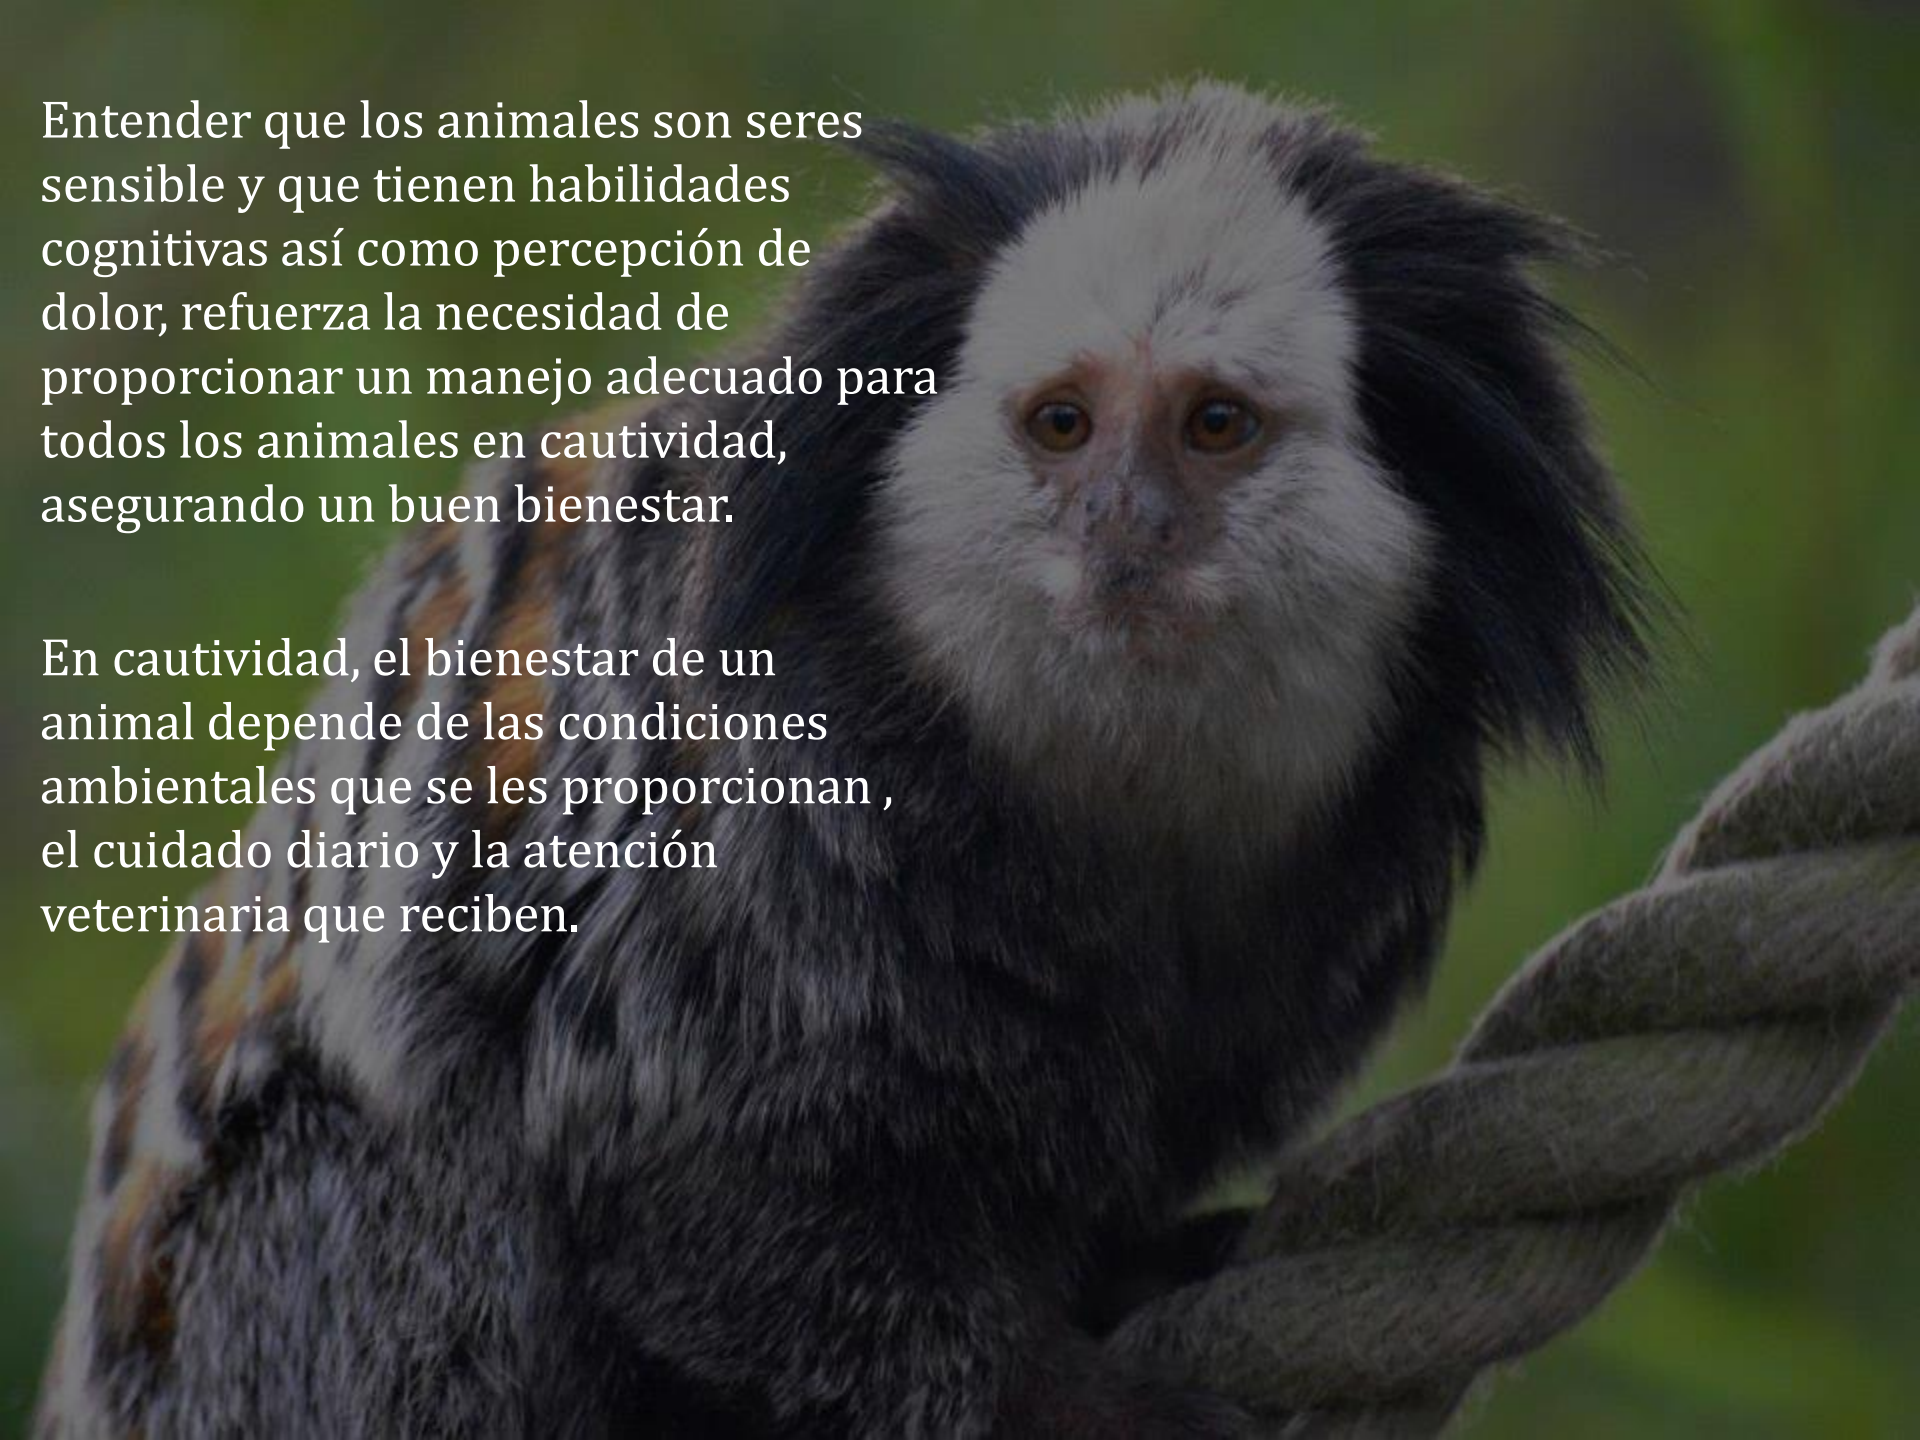 Entender que los animales son seres
sensible y que tienen habilidades
cognitivas así como percepción de
dolor, refuerza la necesidad de
proporcionar un manejo adecuado para
todos los animales en cautividad,
asegurando un buen bienestar.
En cautividad, el bienestar de un
animal depende de las condiciones
ambientales que se les proporcionan ,
el cuidado diario y la atención
veterinaria que reciben.